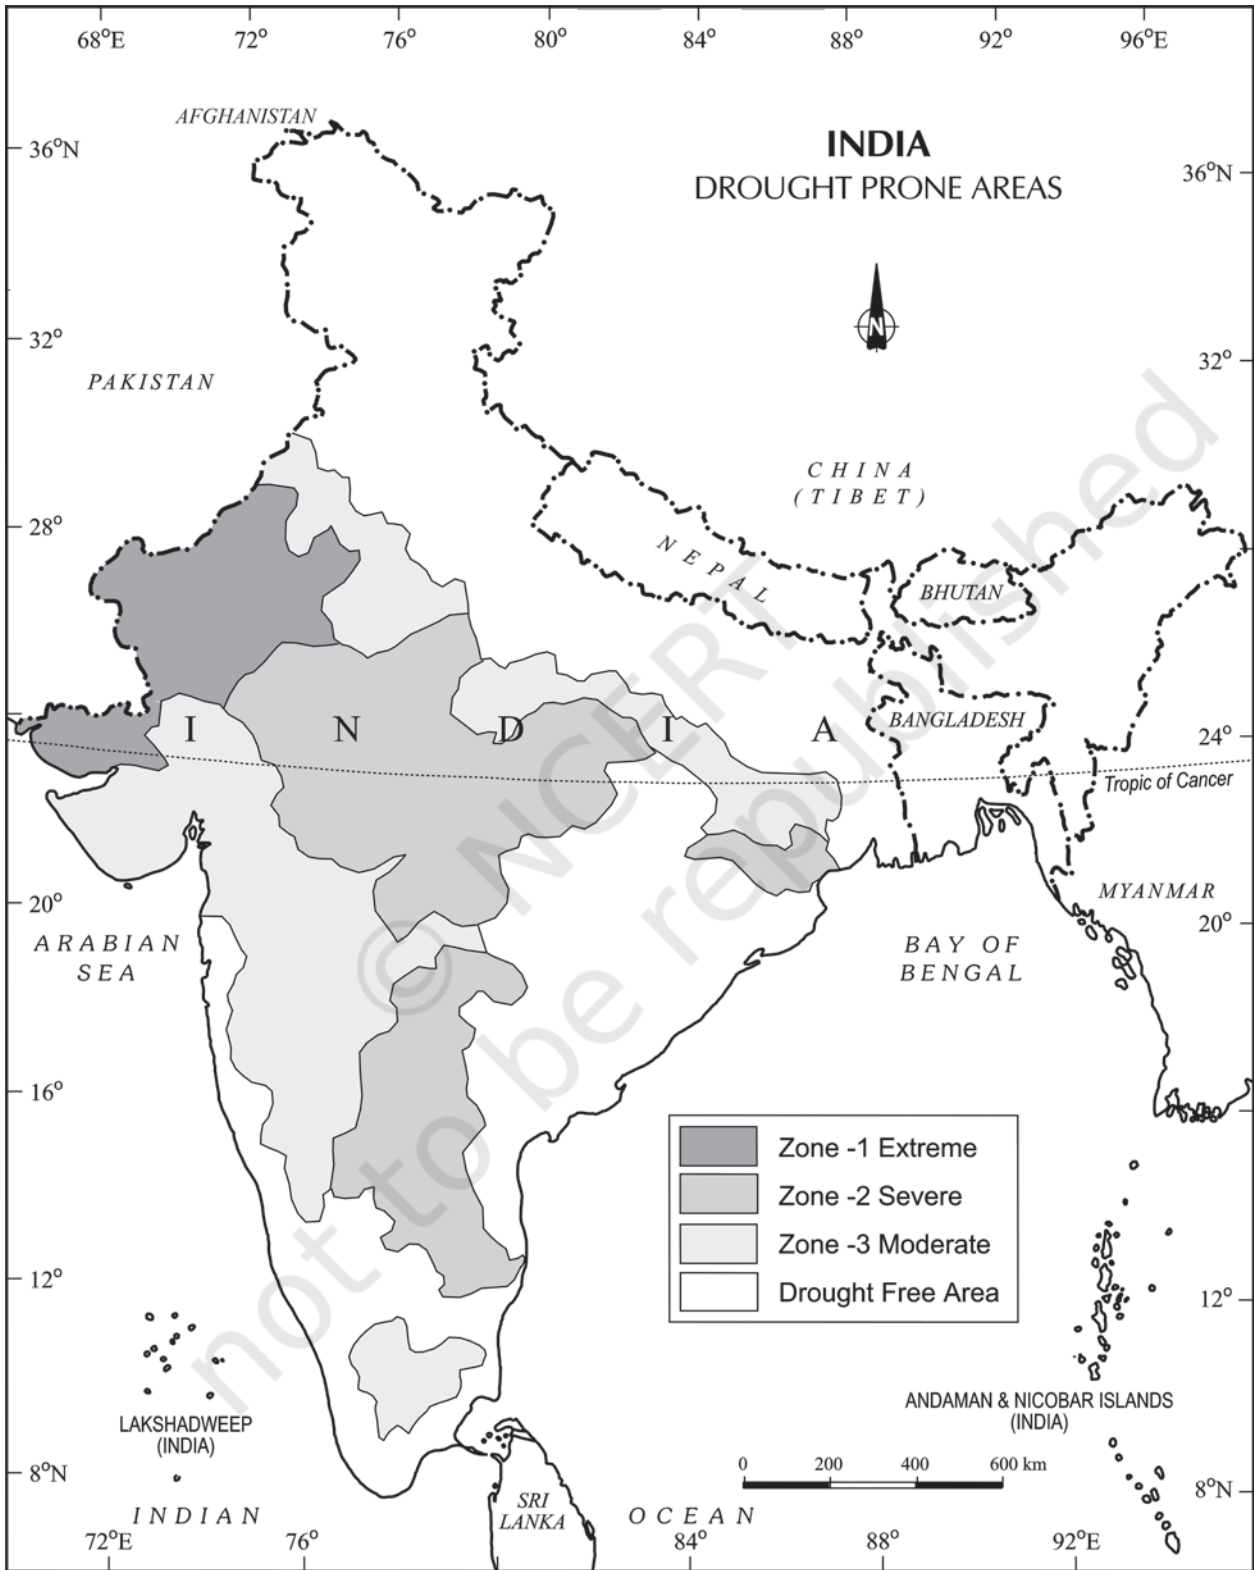 68°E 72° 76° 80° 84° 88° 92° 96°E
AFGHANISTAN
INDIA
DROUGHT PRONE AREAS
36°N
36°N
N
32°
32°
PAKISTAN
CHINA
(TIBET)
28°
NEPAL
BHUTAN
I N D I A
BANGLADESH
24°
Tropic of Cancer
MYANMAR
20°
20°
ARABIAN
SEA
BAY OF
BENGAL
16°
Zone -1 Extreme
Zone -2 Severe
Zone -3 Moderate
Drought Free Area
12°
12°
LAKSHADWEEP
(INDIA)
ANDAMAN & NICOBAR ISLANDS
(INDIA)
0 200 400 600 km
8°N
8°N
SRI
LANKA
INDIAN OCEAN
72°E 76° 84° 88° 92°E
© NCERT
not to be republished